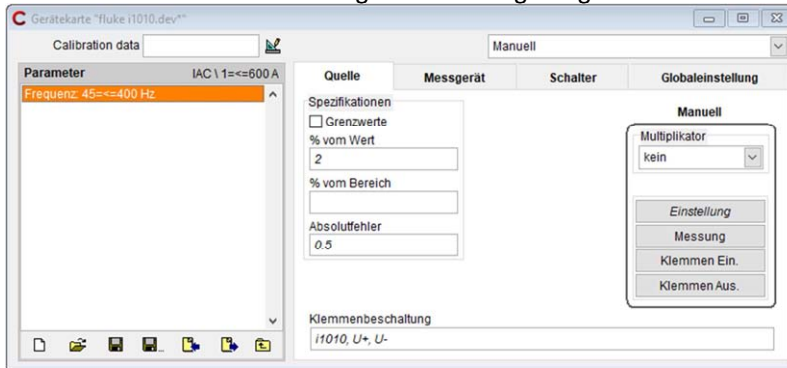 Gerätekarte "fluke i1010.dev*"
Calibration data
Manuell
Parameter IAC \ 1=<=600 A
Frequenz: 45=<=400 Hz
Quelle Messgerät Schalter Globaleinstellung
Spezifikationen
Grenzwerte
% vom Wert
2
% vom Bereich
Absolutfehler
0.5
Manuell
Multiplikator
kein
Einstellung
Messung
Klemmen Ein.
Klemmen Aus.
Klemmenbeschaltung
i1010, U+, U-